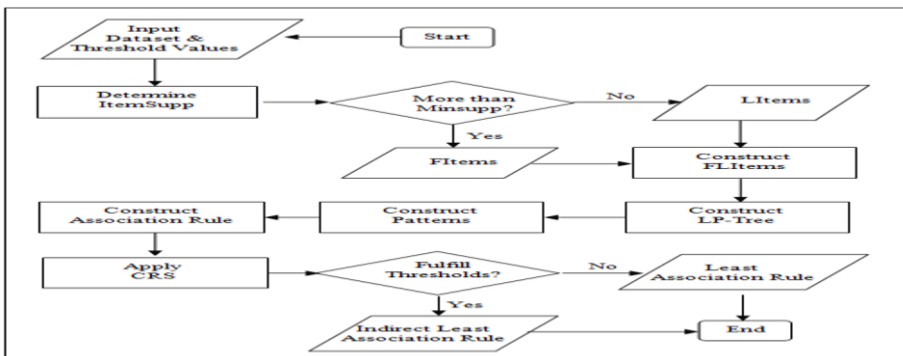 Start
Input
Dataset &
Threshold Values
Determine
ItemSupp
More than
Minsupp?
No
LItems
Yes
FItems
Construct
FLItems
Construct
LP-Tree
Construct
Patterns
Construct
Association Rule
Apply
CRS
Fulfill
Thresholds?
No
Least
Association Rule
Yes
Indirect Least
Association Rule
End